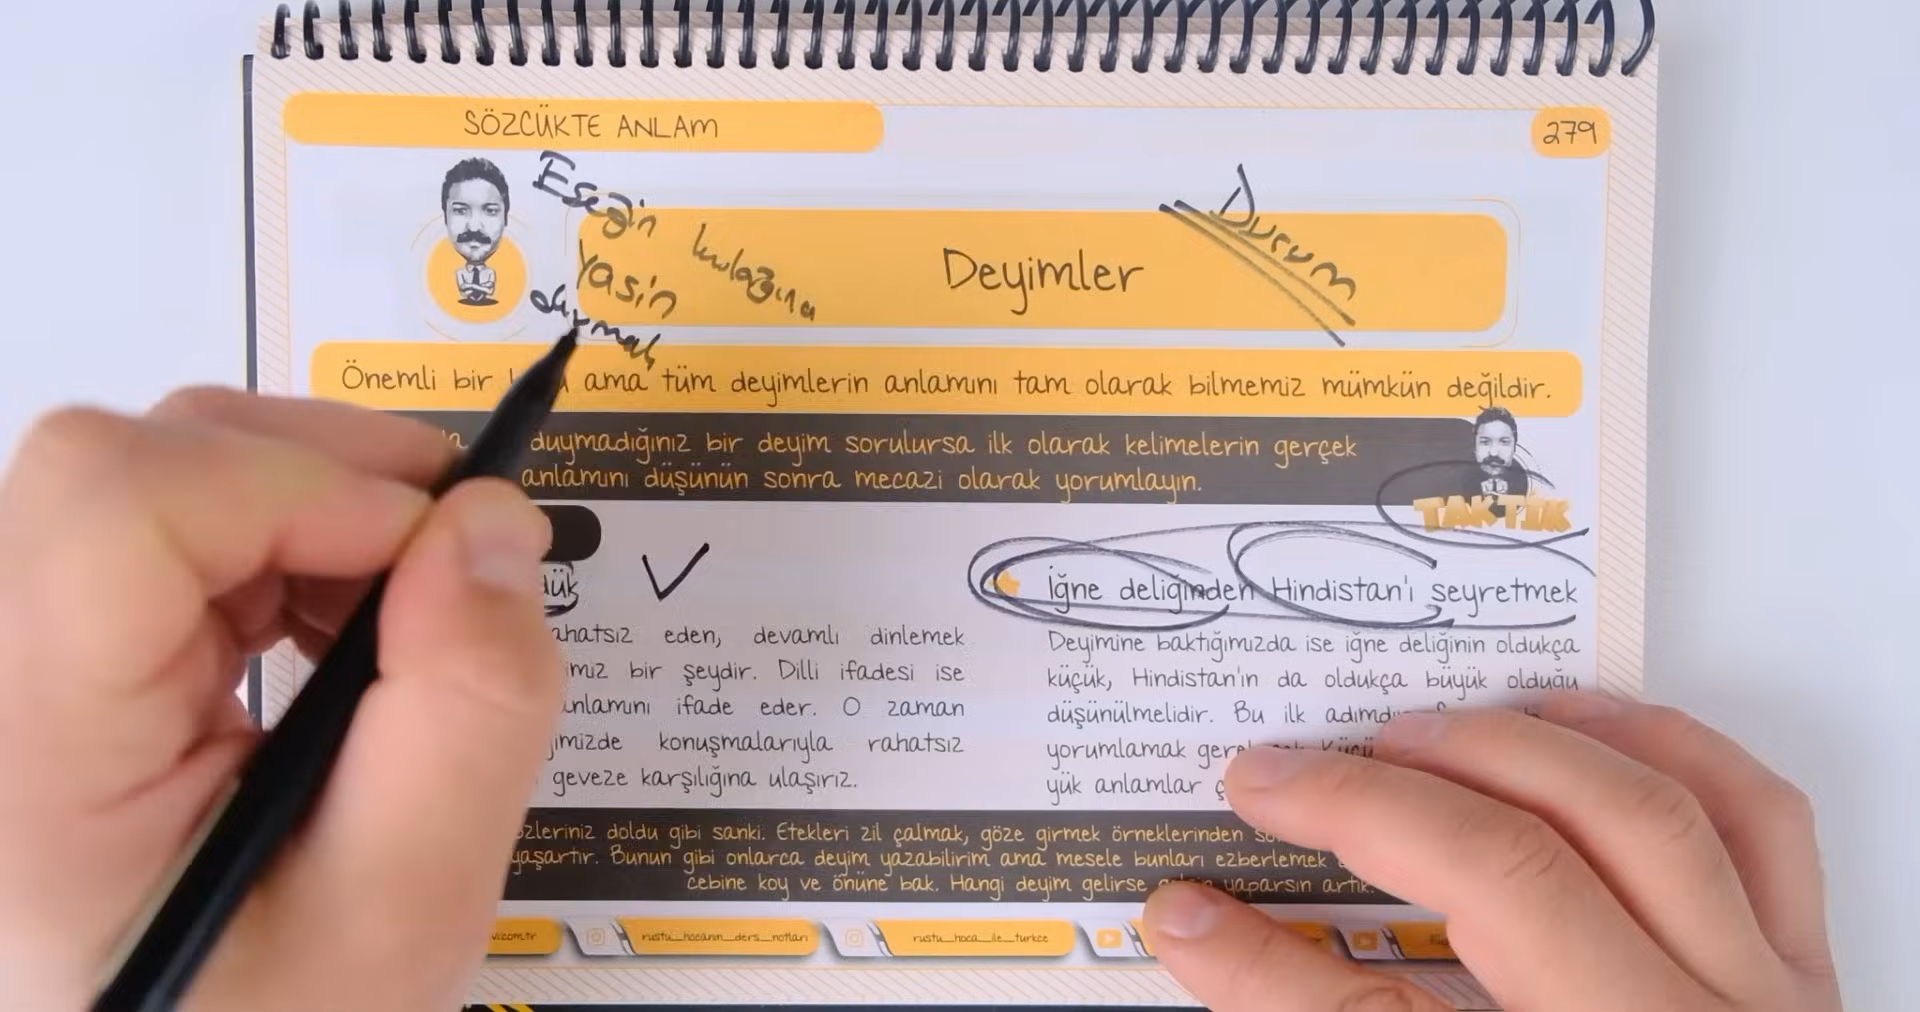 SÖZCÜKTE ANLAM
279
Eşeğin
kulağına
Yasin
Durum
Deyimler
Önemli bir ama tüm deyimlerin anlamını tam olarak bilmemiz mümkün değildir.
duymadığınız bir deyim sorulursa ilk olarak kelimelerin gerçek
anlamını düşünün sonra mecazi olarak yorumlayın.
TAKTİK
eden, devamlı dinlemek
bir şeydir. Dilli ifadesi ise
ifade eder. O zaman
konuşmalarıyla rahatsız
geveze karşılığına ulaşırız.
İğne deliğinden Hindistan'ı seyretmek
Deyimine baktığımızda ise iğne deliğinin oldukça
küçük, Hindistan'ın da oldukça büyük olduğu
düşünülmelidir. Bu ilk
yorumlamak
yük anlamlar
doldu gibi sanki. Etekleri zil çalmak, göze girmek örneklerinden
Bunun gibi onlarca deyim yazabilirim ama mesele bunları ezberlemek
cebine koy ve önüne bak. Hangi deyim gelirse yaparsın artık.
rustu_hocanin_ders_notlari
rustu_hoca_ile_turkce